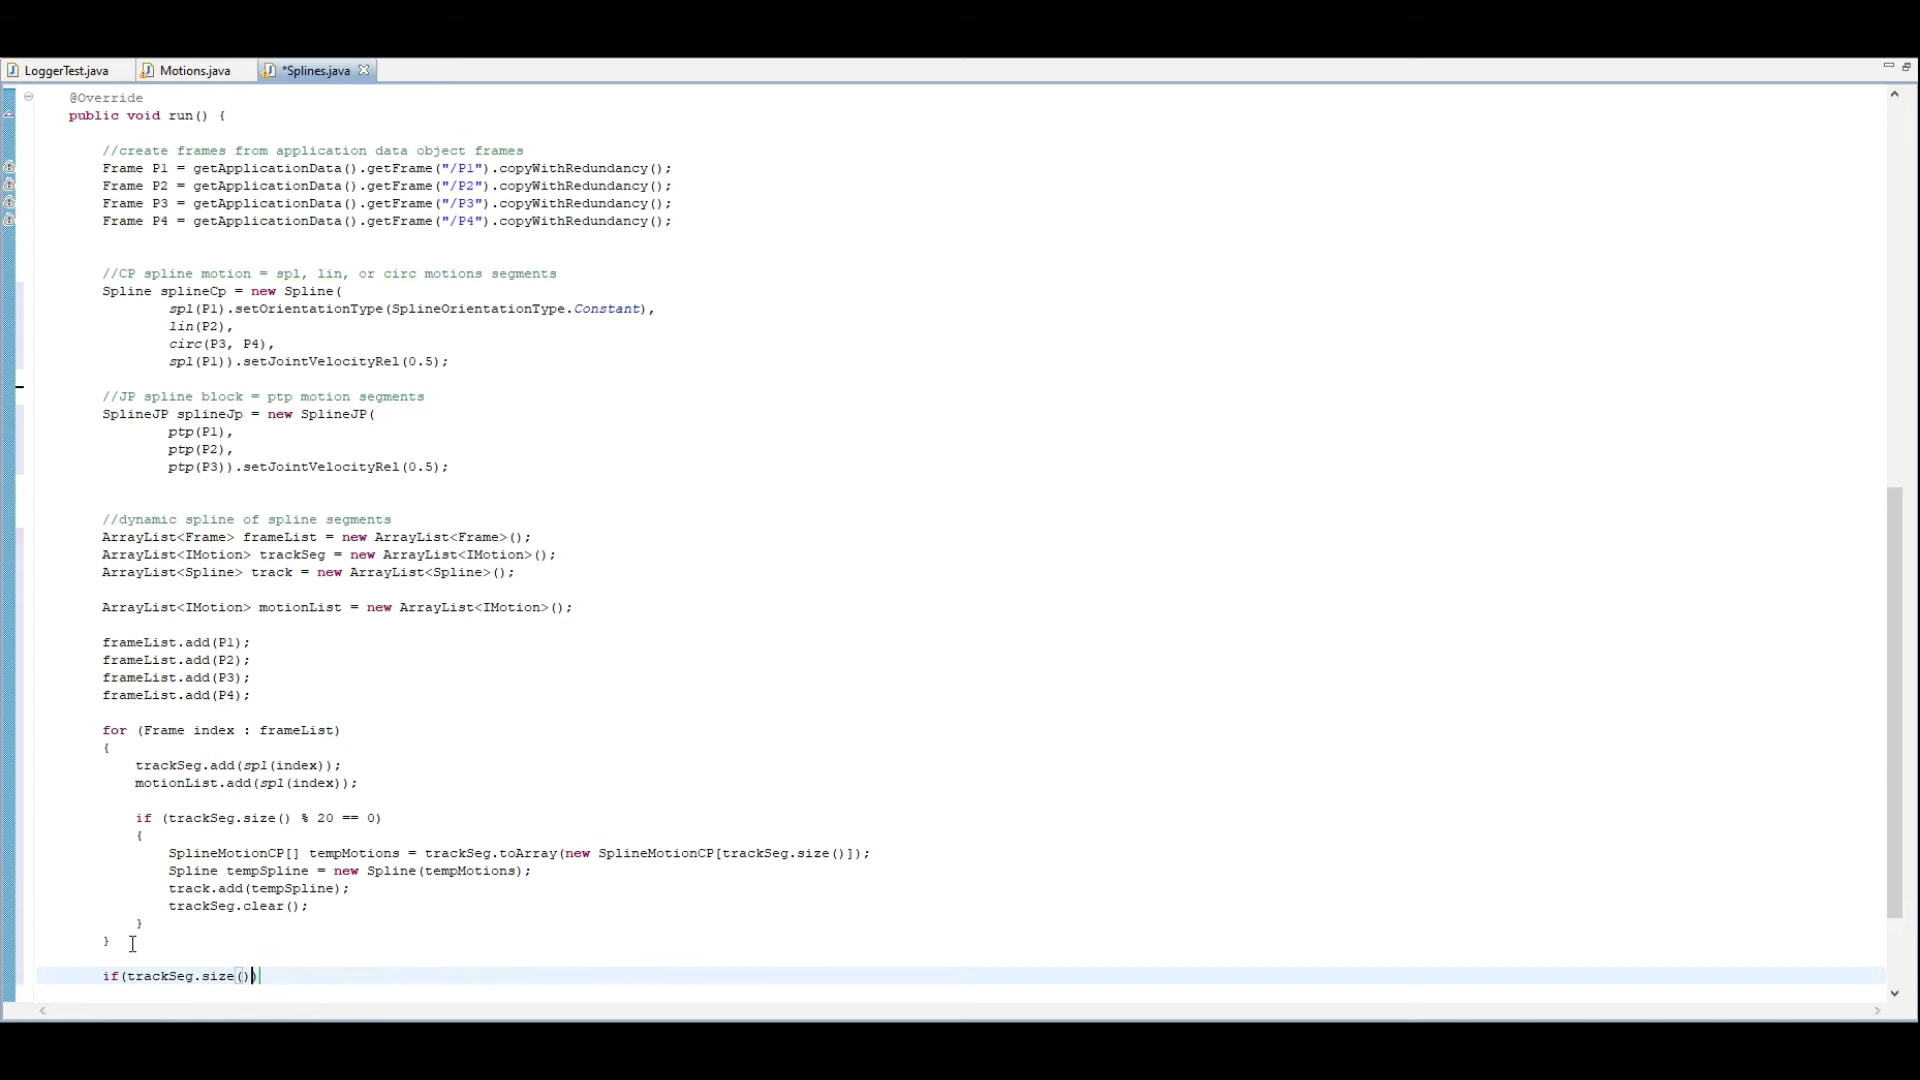 LoggerTest.java Motions.java *Splines.java
@Override
public void run() {
//create frames from application data object frames
Frame P1 = getApplicationData().getFrame("/P1").copyWithRedundancy();
Frame P2 = getApplicationData().getFrame("/P2").copyWithRedundancy();
Frame P3 = getApplicationData().getFrame("/P3").copyWithRedundancy();
Frame P4 = getApplicationData().getFrame("/P4").copyWithRedundancy();
//CP spline motion = spl, lin, or circ motions segments
Spline splineCp = new Spline(
spl(P1).setOrientationType(SplineOrientationType.Constant),
lin(P2),
circ(P3, P4),
spl(P1)).setJointVelocityRel(0.5);
//JP spline block = ptp motion segments
SplineJP splineJp = new SplineJP(
ptp(P1),
ptp(P2),
ptp(P3)).setJointVelocityRel(0.5);
//dynamic spline of spline segments
ArrayList<Frame> frameList = new ArrayList<Frame>();
ArrayList<IMotion> trackSeg = new ArrayList<IMotion>();
ArrayList<Spline> track = new ArrayList<Spline>();
ArrayList<IMotion> motionList = new ArrayList<IMotion>();
frameList.add(P1);
frameList.add(P2);
frameList.add(P3);
frameList.add(P4);
for (Frame index : frameList)
{
trackSeg.add(spl(index));
motionList.add(spl(index));
if (trackSeg.size() % 20 == 0)
{
SplineMotionCP[] tempMotions = trackSeg.toArray(new SplineMotionCP[trackSeg.size()]);
Spline tempSpline = new Spline(tempMotions);
track.add(tempSpline);
trackSeg.clear();
}
}
if(trackSeg.size())